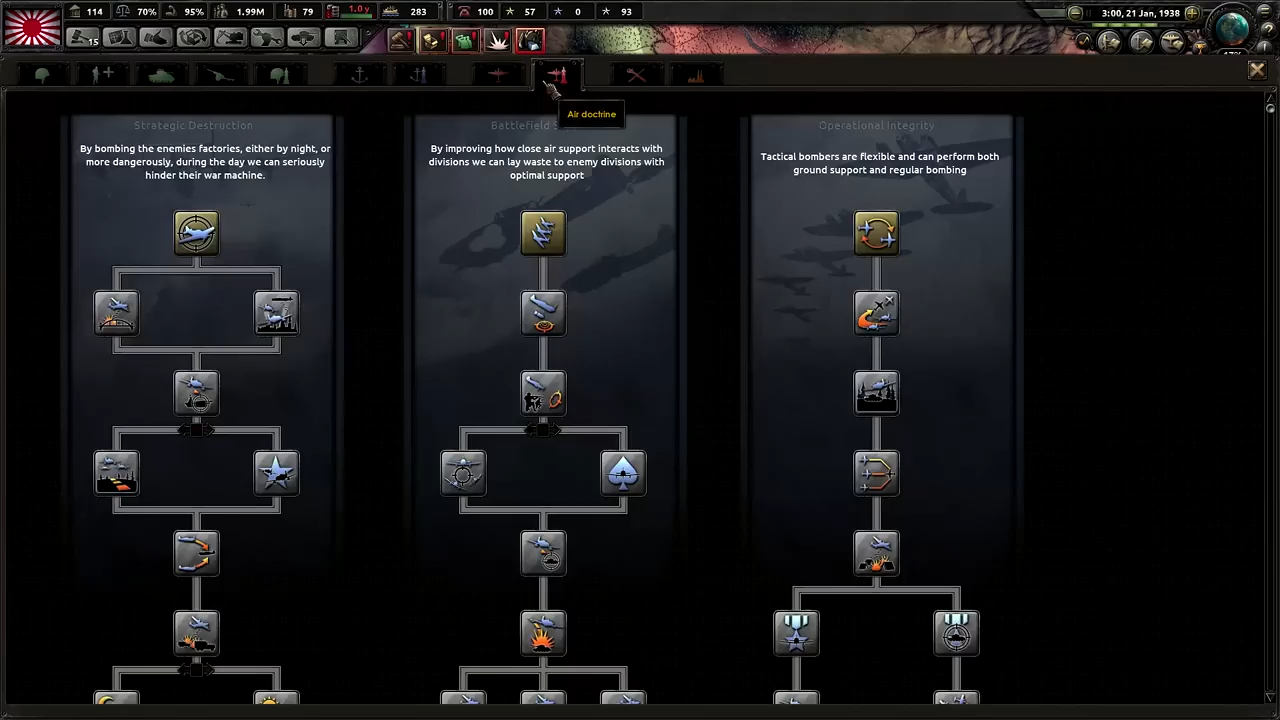 114 70% 95% 1.99M 79 1.0 y 283 100 57 0 93 3:00, 21 Jan, 1938
15
Air doctrine
Strategic Destruction
By bombing the enemies factories, either by night, or
more dangerously, during the day we can seriously
hinder their war machine.
Battlefield S
By improving how close air support interacts with
divisions we can lay waste to enemy divisions with
optimal support
Operational Integrity
Tactical bombers are flexible and can perform both
ground support and regular bombing